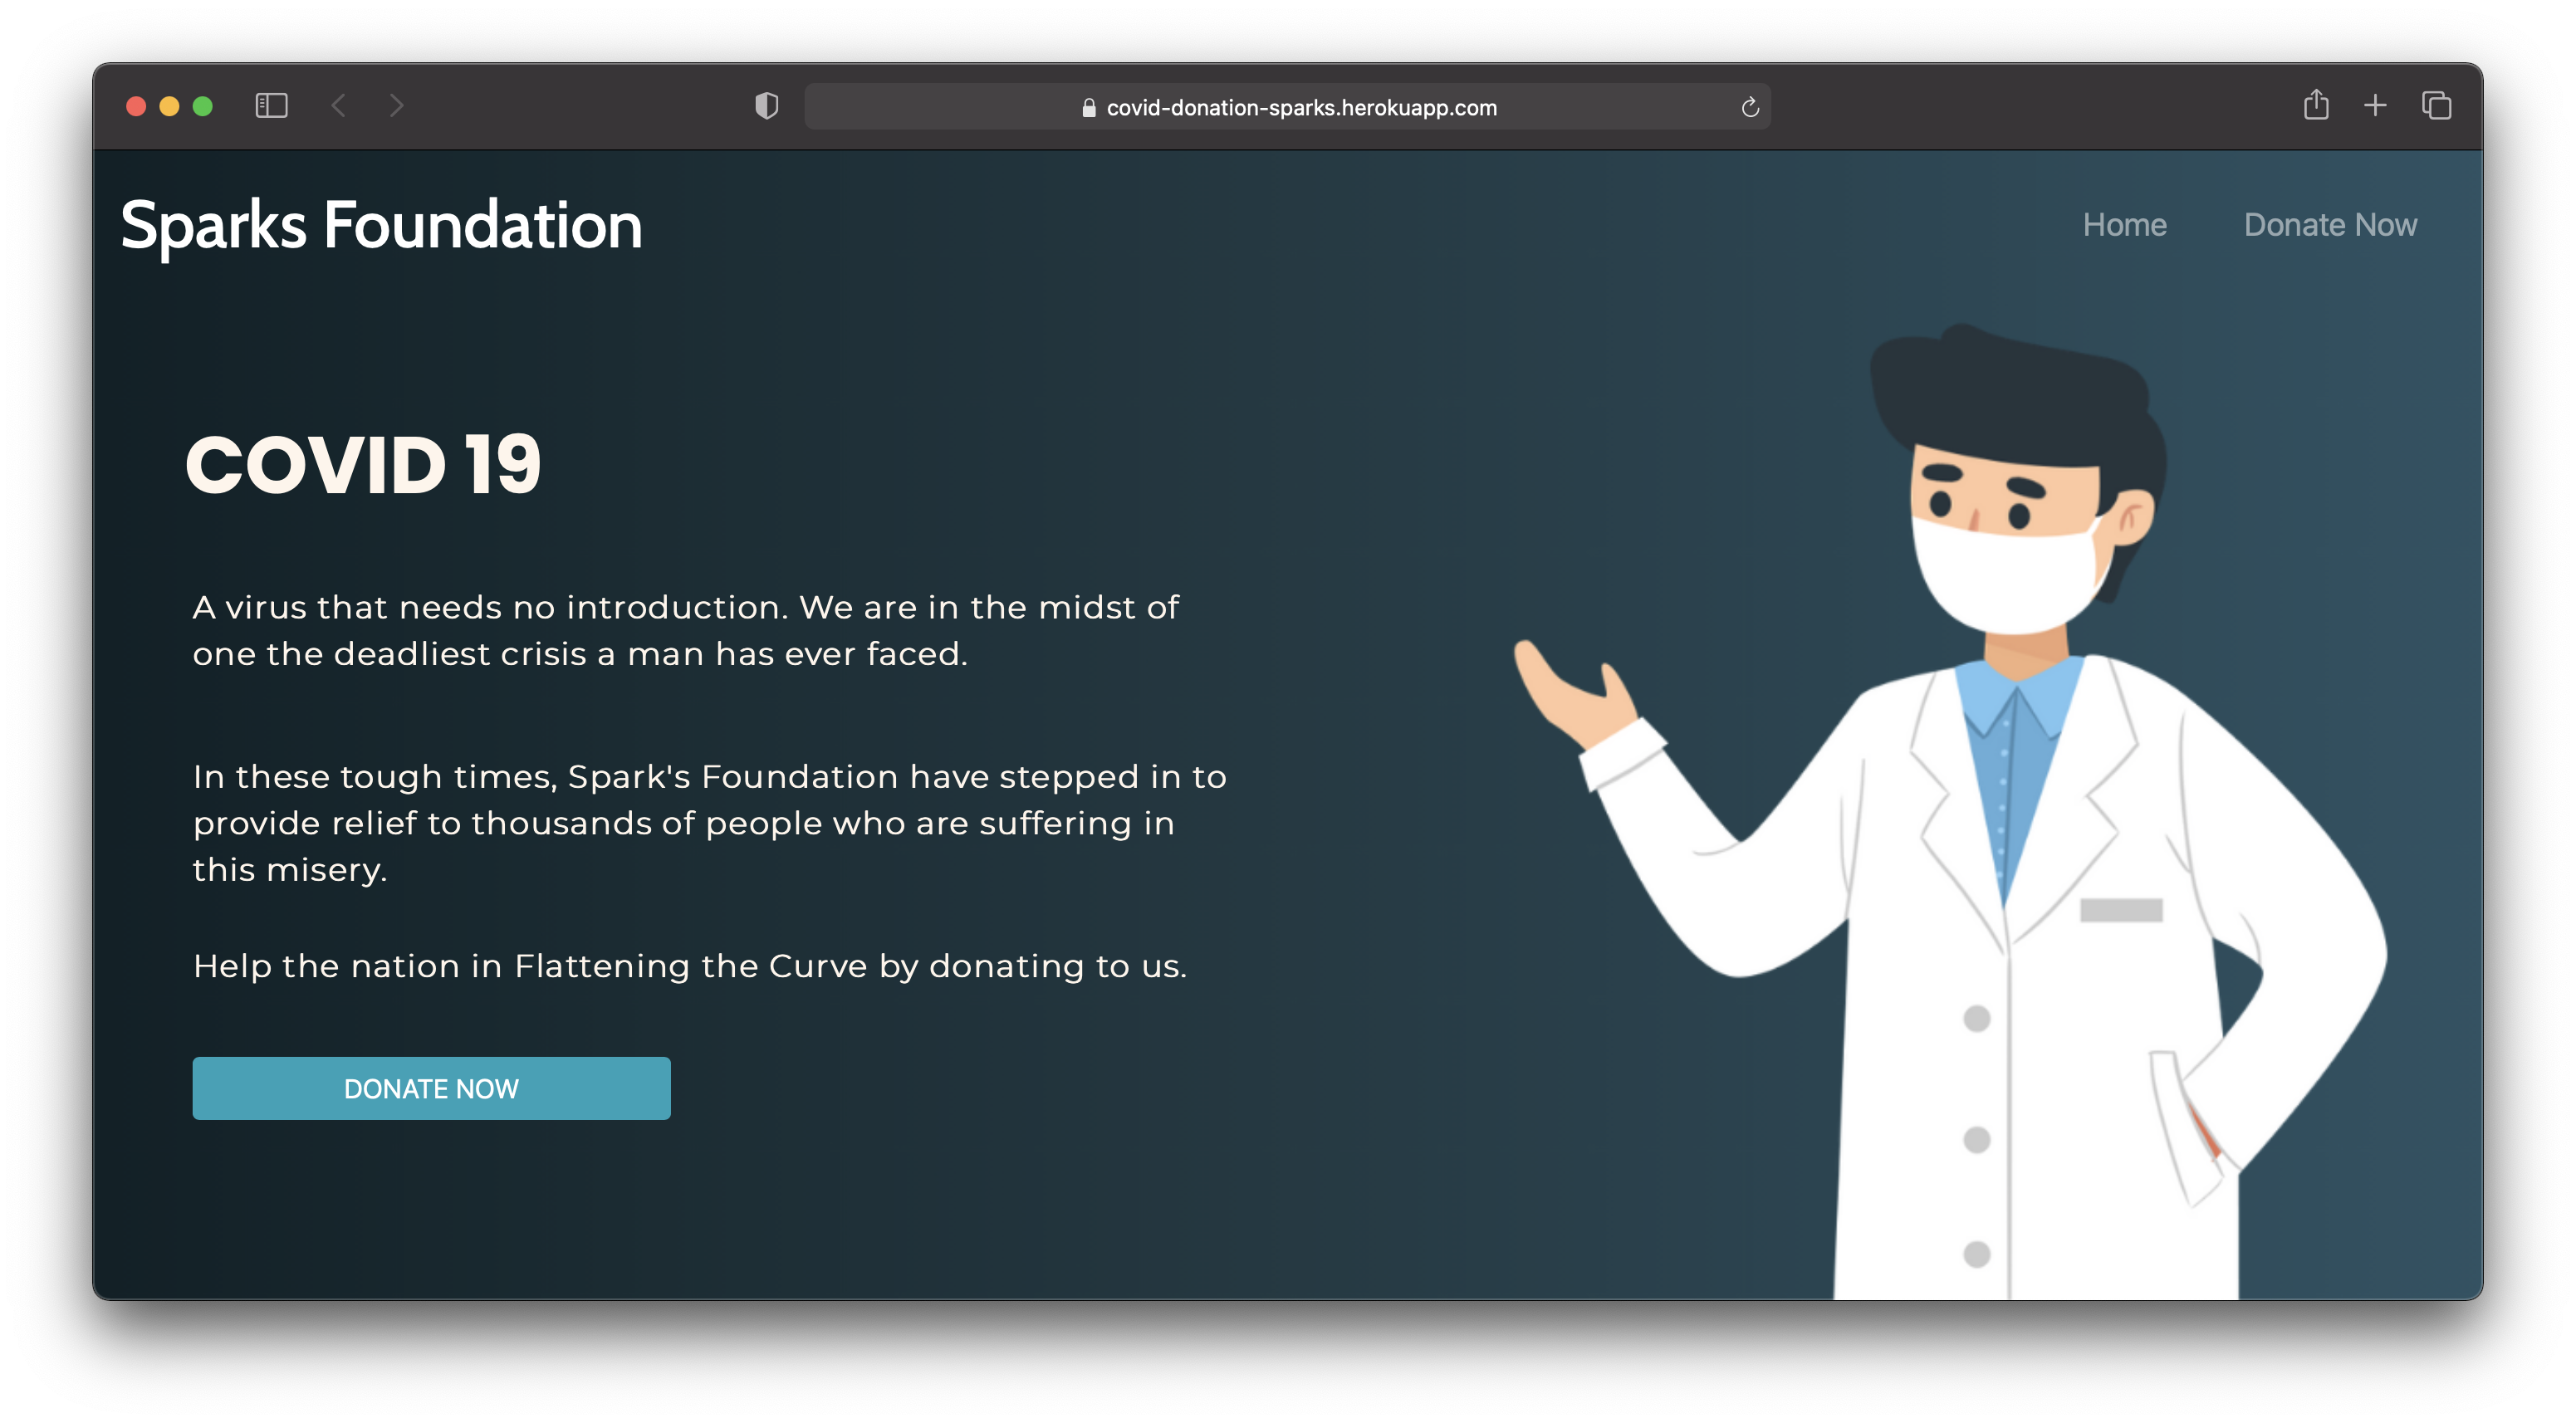 covid-donation-sparks.herokuapp.com
Sparks Foundation
Home
Donate Now
COVID 19
A virus that needs no introduction. We are in the midst of
one the deadliest crisis a man has ever faced.
In these tough times, Spark's Foundation have stepped in to
provide relief to thousands of people who are suffering in
this misery.
Help the nation in Flattening the Curve by donating to us.
DONATE NOW